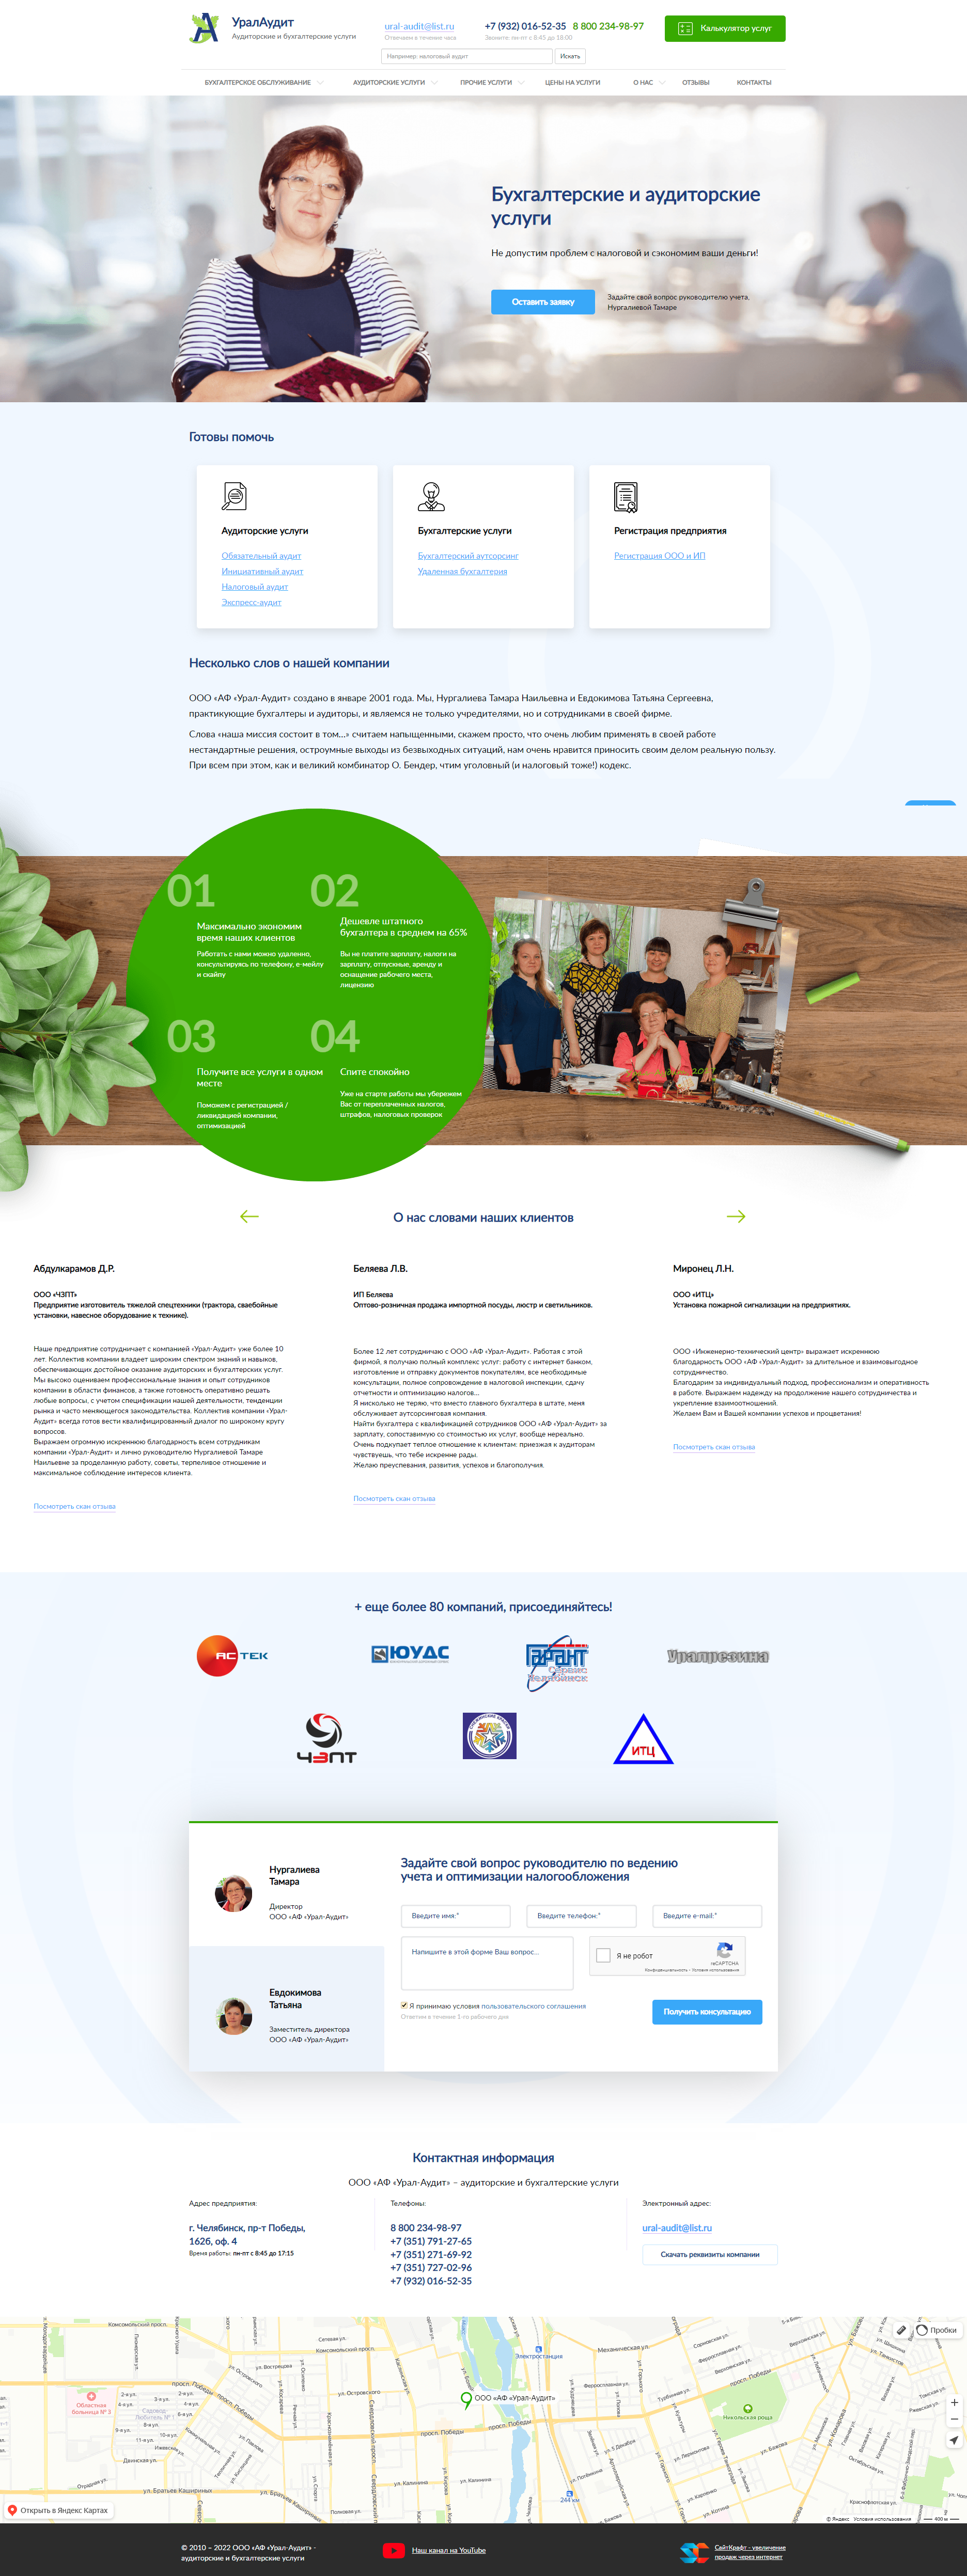 УралАудит
Аудиторские и бухгалтерские услуги
ural-audit@list.ru
Отвечаем в течение часа
+7 (932) 016-52-35 8 800 234-98-97
Звоните: пн-пт с 8:45 до 18:00
Калькулятор услуг
Например: налоговый аудит
Искать
БУХГАЛТЕРСКОЕ ОБСЛУЖИВАНИЕ
АУДИТОРСКИЕ УСЛУГИ
ПРОЧИЕ УСЛУГИ
ЦЕНЫ НА УСЛУГИ
О НАС
ОТЗЫВЫ
КОНТАКТЫ
Бухгалтерские и аудиторские
услуги
Не допустим проблем с налоговой и сэкономим ваши деньги!
Оставить заявку
Задайте свой вопрос руководителю учета,
Нургалиевой Тамаре
Готовы помочь
Аудиторские услуги
Обязательный аудит
Инициативный аудит
Налоговый аудит
Экспресс-аудит
Бухгалтерские услуги
Бухгалтерский аутсорсинг
Удаленная бухгалтерия
Регистрация предприятия
Регистрация ООО и ИП
Несколько слов о нашей компании
ООО «АФ «Урал-Аудит» создано в январе 2001 года. Мы, Нургалиева Тамара Наильевна и Евдокимова Татьяна Сергеевна,
практикующие бухгалтеры и аудиторы, и являемся не только учредителями, но и сотрудниками в своей фирме.
Слова «наша миссия состоит в том...» считаем напыщенными, скажем просто, что очень любим применять в своей работе
нестандартные решения, остроумные выходы из безвыходных ситуаций, нам очень нравится приносить своим делом реальную пользу.
При всем при этом, как и великий комбинатор О. Бендер, чтим уголовный (и налоговый тоже!) кодекс.
01
Максимально экономим
время наших клиентов
Работать с нами можно удаленно,
консультируясь по телефону, е-мейлу
и скайпу
02
Дешевле штатного
бухгалтера в среднем на 65%
Вы не платите зарплату, налоги на
зарплату, отпускные, аренду и
оснащение рабочего места,
лицензию
03
Получите все услуги в одном
месте
Поможем с регистрацией /
ликвидацией компании,
оптимизацией
04
Спите спокойно
Уже на старте работы мы убережем
Вас от переплаченных налогов,
штрафов, налоговых проверок
О нас словами наших клиентов
Абдулкарамов Д.Р.
ООО «ЧЗПТ»
Предприятие изготовитель тяжелой спецтехники (трактора, сваебойные
установки, навесное оборудование к технике).
Наше предприятие сотрудничает с компанией «Урал-Аудит» уже более 10
лет. Коллектив компании владеет широким спектром знаний и навыков,
обеспечивающих достойное оказание аудиторских и бухгалтерских услуг.
Мы высоко оцениваем профессиональные знания и опыт сотрудников
компании в области финансов, а также готовность оперативно решать
любые вопросы, с учетом спецификации нашей деятельности, тенденции
рынка и часто меняющегося законодательства. Коллектив компании «Урал-
Аудит» всегда готов вести квалифицированный диалог по широкому кругу
вопросов.
Выражаем огромную искреннюю благодарность всем сотрудникам
компании «Урал-Аудит» и лично руководителю Нургалиевой Тамаре
Наильевне за проделанную работу, советы, терпеливое отношение и
максимальное соблюдение интересов клиента.
Посмотреть скан отзыва
Беляева Л.В.
ИП Беляева
Оптово-розничная продажа импортной посуды, люстр и светильников.
Более 12 лет сотрудничаю с ООО «АФ «Урал-Аудит». Работая с этой
фирмой, я получаю полный комплекс услуг: работу с интернет банком,
изготовление и отправку документов покупателям, все необходимые
консультации, полное сопровождение в налоговой инспекции, сдачу
отчетности и оптимизацию налогов...
Я нисколько не теряю, что вместо главного бухгалтера в штате, меня
обслуживает аутсорсинговая компания.
Найти бухгалтера с квалификацией сотрудников ООО «АФ «Урал-Аудит» за
зарплату, сопоставимую со стоимостью их услуг, вообще нереально.
Очень подкупает теплое отношение к клиентам: приезжая к аудиторам
чувствуешь, что тебе искренне рады.
Желаю преуспевания, развития, успехов и благополучия.
Посмотреть скан отзыва
Миронец Л.Н.
ООО «ИТЦ»
Установка пожарной сигнализации на предприятиях.
ООО «Инженерно-технический центр» выражает искреннюю
благодарность ООО «АФ «Урал-Аудит» за длительное и взаимовыгодное
сотрудничество.
Благодарим за индивидуальный подход, профессионализм и оперативность
в работе. Выражаем надежду на продолжение нашего сотрудничества и
укрепление взаимоотношений.
Желаем Вам и Вашей компании успехов и процветания!
Посмотреть скан отзыва
+ еще более 80 компаний, присоединяйтесь!
АС ТЕК
ЮУДС
ГАРАНТ
Сервис
Челябинск
Уралрезина
ЧЗПТ
ИТЦ
Нургалиева
Тамара
Директор
ООО «АФ «Урал-Аудит»
Евдокимова
Татьяна
Заместитель директора
ООО «АФ «Урал-Аудит»
Задайте свой вопрос руководителю по ведению
учета и оптимизации налогообложения
Введите имя:*
Введите телефон:*
Введите e-mail:*
Напишите в этой форме Ваш вопрос...
Я не робот
reCAPTCHA
Конфиденциальность - Условия использования
Я принимаю условия пользовательского соглашения
Ответим в течение 1-го рабочего дня
Получить консультацию
Контактная информация
ООО «АФ «Урал-Аудит» – аудиторские и бухгалтерские услуги
Адрес предприятия:
г. Челябинск, пр-т Победы,
162б, оф. 4
Время работы: пн-пт с 8:45 до 17:15
Телефоны:
8 800 234-98-97
+7 (351) 791-27-65
+7 (351) 271-69-92
+7 (351) 727-02-96
+7 (932) 016-52-35
Электронный адрес:
ural-audit@list.ru
Скачать реквизиты компании
Пробки
Комсомольский просп.
Электростанция
ООО «АФ «Урал-Аудит»
Областная
больница № 3
Никольская роща
просп. Победы
244 км
Открыть в Яндекс Картах
© Яндекс Условия использования
400 м
© 2010 – 2022 ООО «АФ «Урал-Аудит» -
аудиторские и бухгалтерские услуги
Наш канал на YouTube
СайтКрафт - увеличение
продаж через интернет